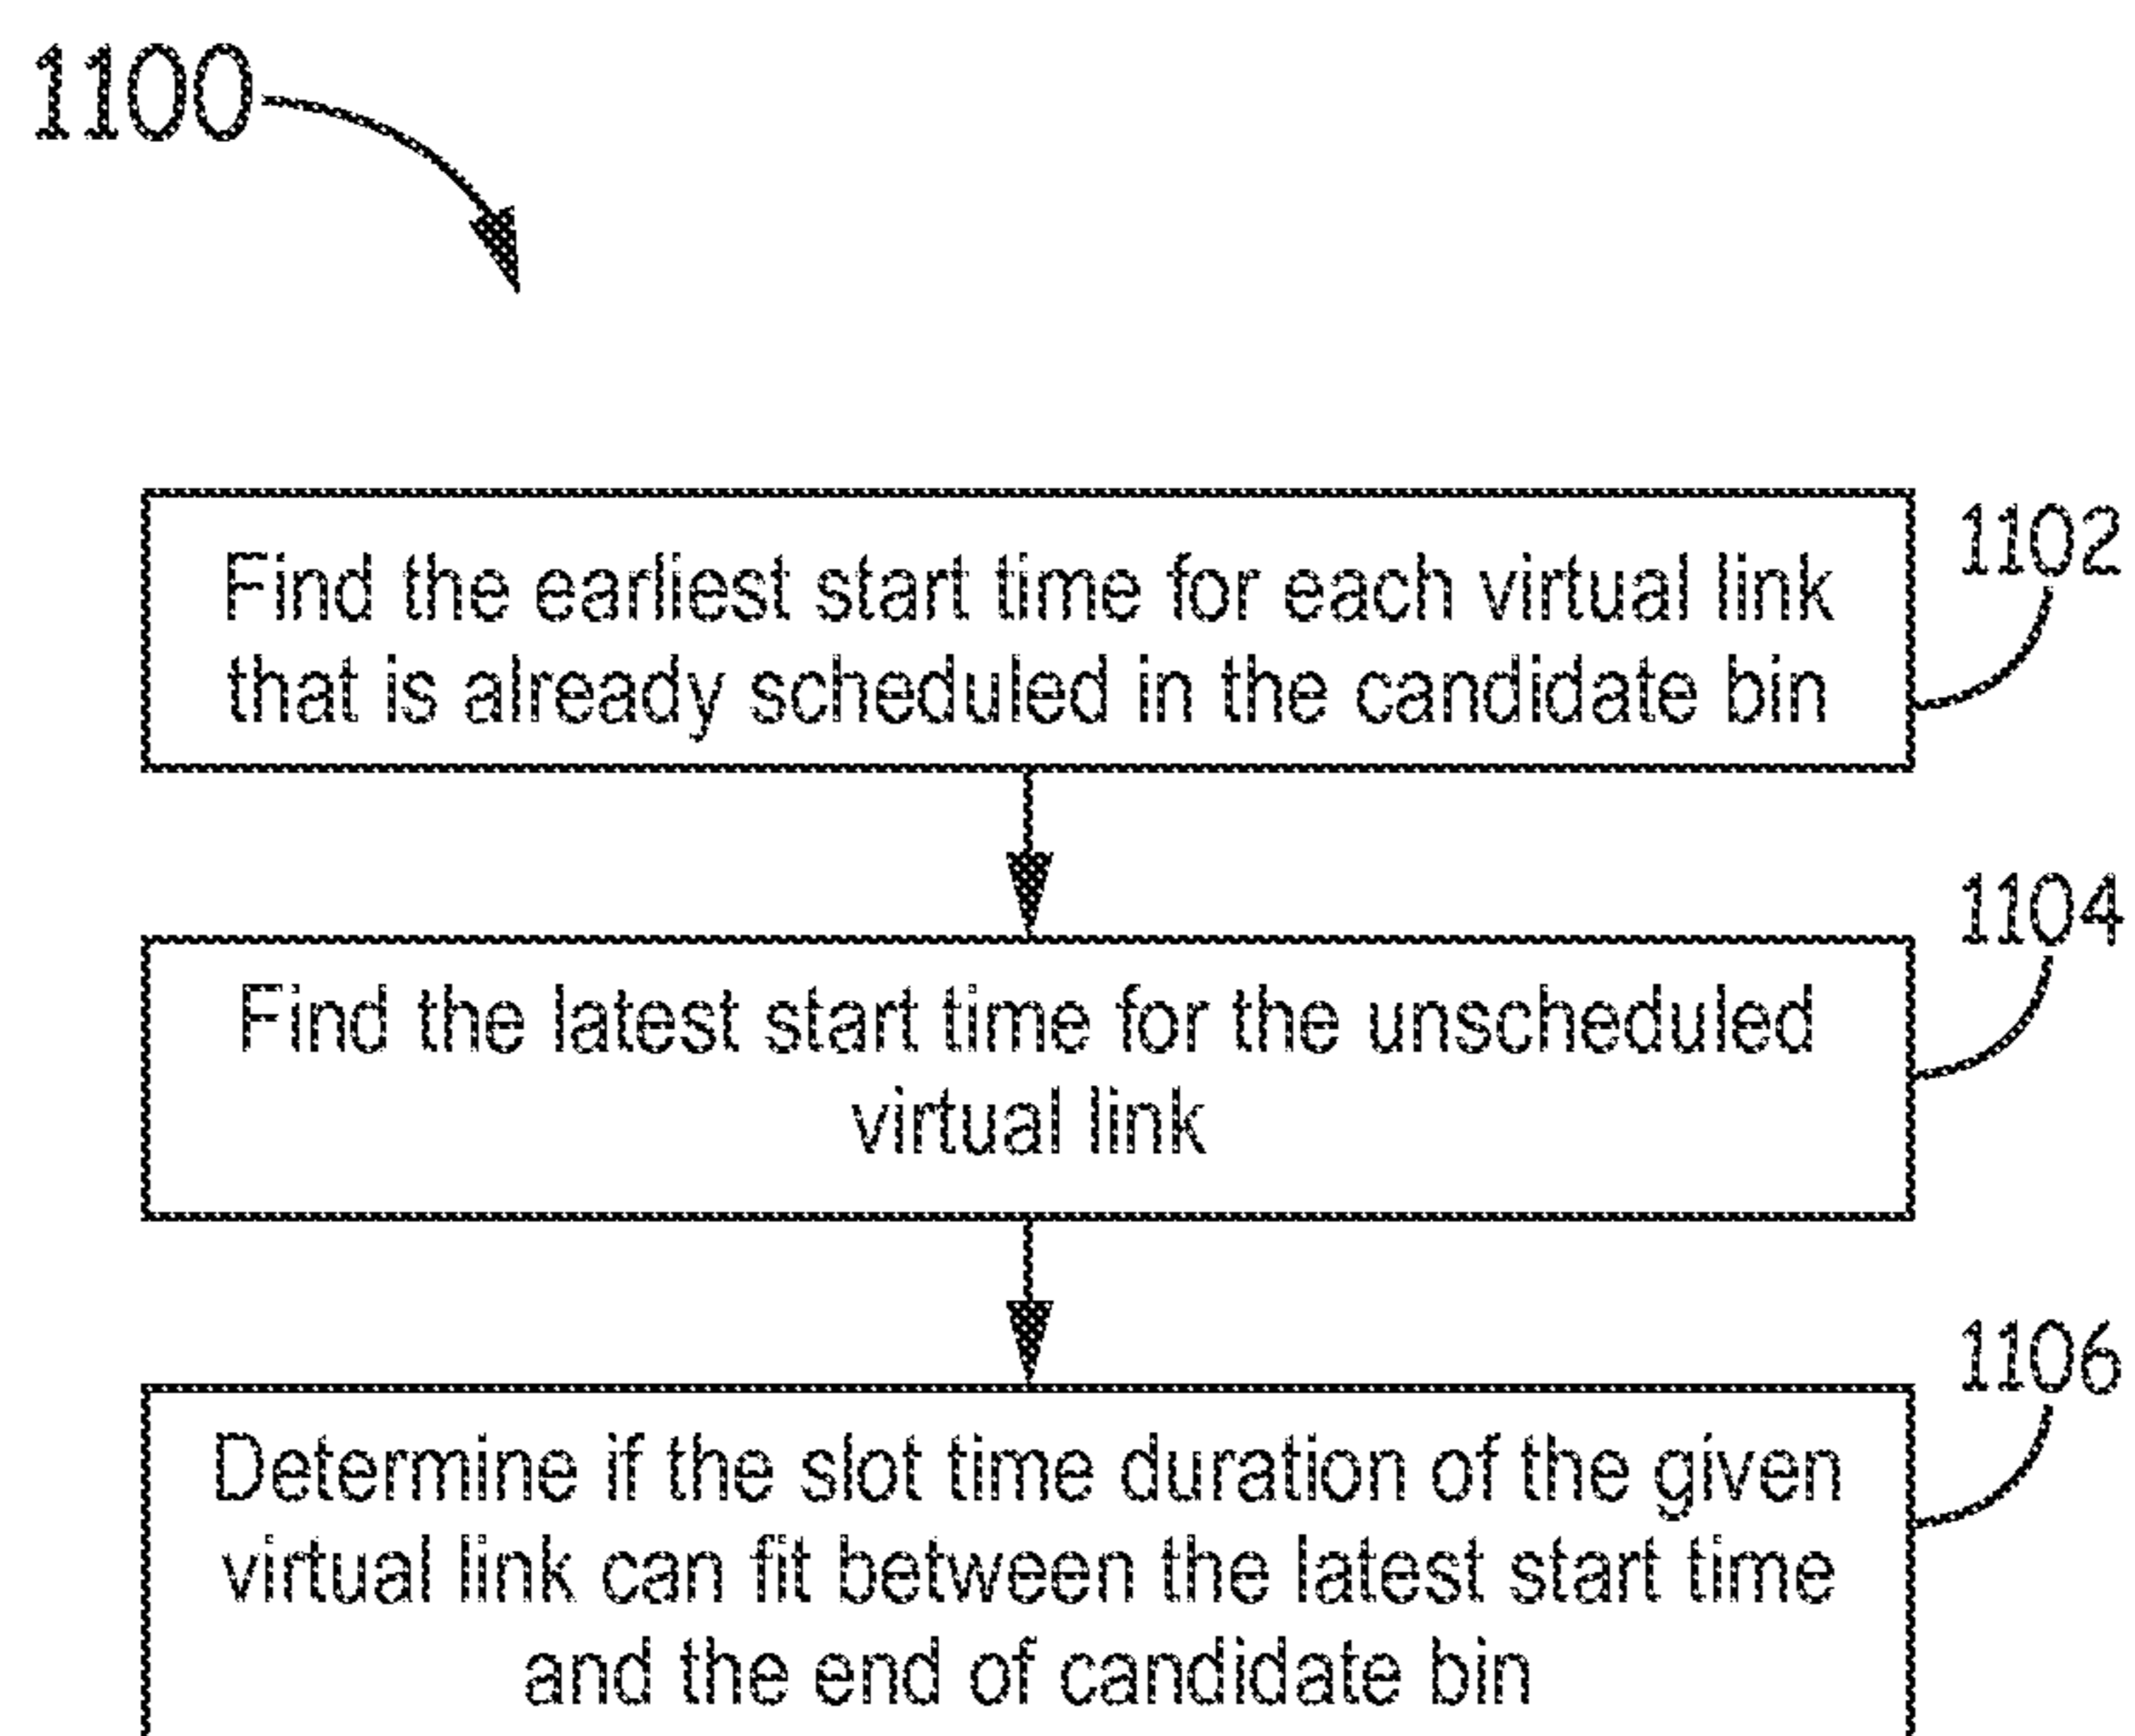 1100
Find the earliest start time for each virtual link
that is already scheduled in the candidate bin
1102
Find the latest start time for the unscheduled
virtual link
1104
Determine if the slot time duration of the given
virtual link can fit between the latest start time
and the end of candidate bin
1106